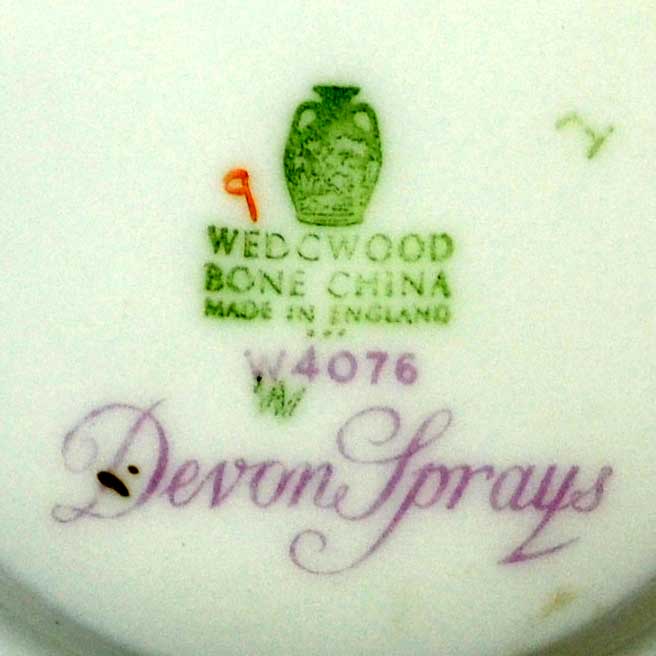 9
WEDGWOOD
BONE CHINA
MADE IN ENGLAND
W4076
Devon Sprays